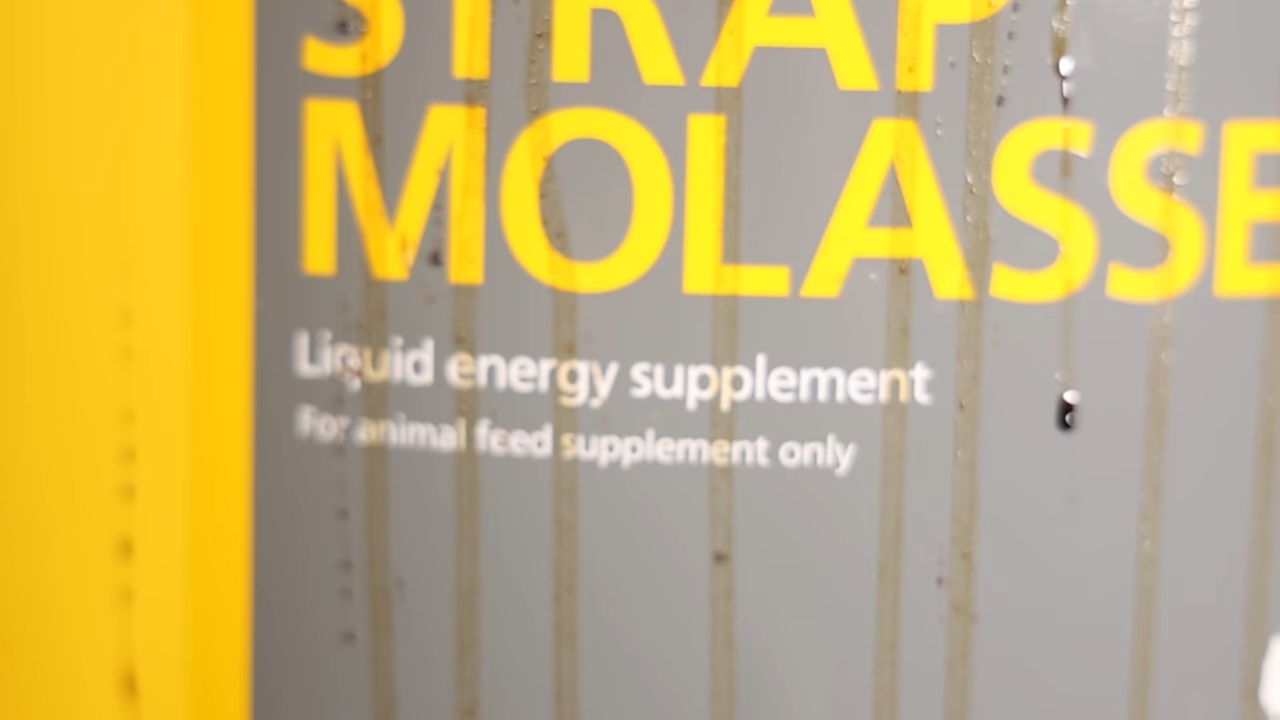 STRAP
MOLASSE
Liquid energy supplement
For animal feed supplement only